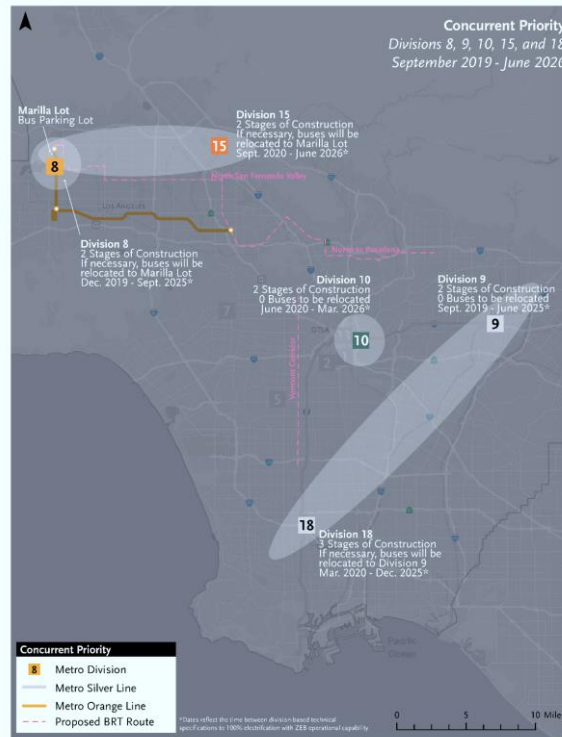 Concurrent Priority
Divisions 8, 9, 10, 15, and 18
September 2019 - June 2026
Marilla Lot
Bus Parking Lot
Division 15
2 Stages of Construction
If necessary, buses will be
relocated to Marilla Lot
Sept. 2020 - June 2026*
15
8
North San Fernando Valley
Los Angeles
Division 8
2 Stages of Construction
If necessary, buses will be
relocated to Marilla Lot
Dec. 2019 - Sept. 2025*
North to Pasadena
Division 10
2 Stages of Construction
0 Buses to be relocated
June 2020 - Mar. 2026*
Division 9
2 Stages of Construction
0 Buses to be relocated
Sept. 2019 - June 2025*
9
7
10
2
Vermont Corridor
5
18
Division 18
3 Stages of Construction
If necessary, buses will be
relocated to Division 9
Mar. 2020 - Dec. 2025*
Pacific
Ocean
Concurrent Priority
8 Metro Division
Metro Silver Line
Metro Orange Line
Proposed BRT Route
*Dates reflect the time between division-based technical
specifications to 100% electrification with ZEB operational capability
0 5 10 Mile